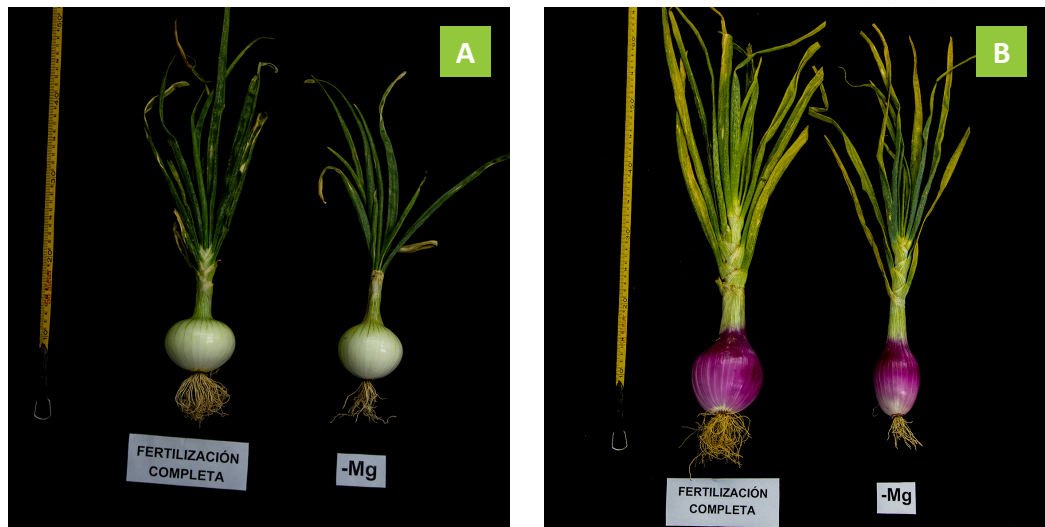 A
B
FERTILIZACIÓN
COMPLETA
-Mg
FERTILIZACIÓN
COMPLETA
-Mg